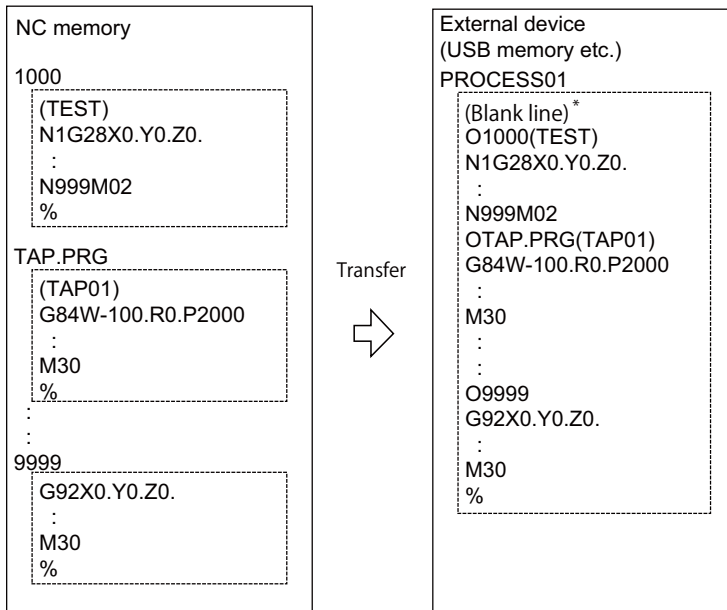 NC memory
1000
(TEST)
N1G28X0.Y0.Z0.
:
N999M02
%
TAP.PRG
(TAP01)
G84W-100.R0.P2000
:
M30
%
:
:
9999
G92X0.Y0.Z0.
:
M30
%
Transfer
External device
(USB memory etc.)
PROCESS01
(Blank line)*
O1000(TEST)
N1G28X0.Y0.Z0.
:
N999M02
OTAP.PRG(TAP01)
G84W-100.R0.P2000
:
M30
:
:
O9999
G92X0.Y0.Z0.
:
M30
%